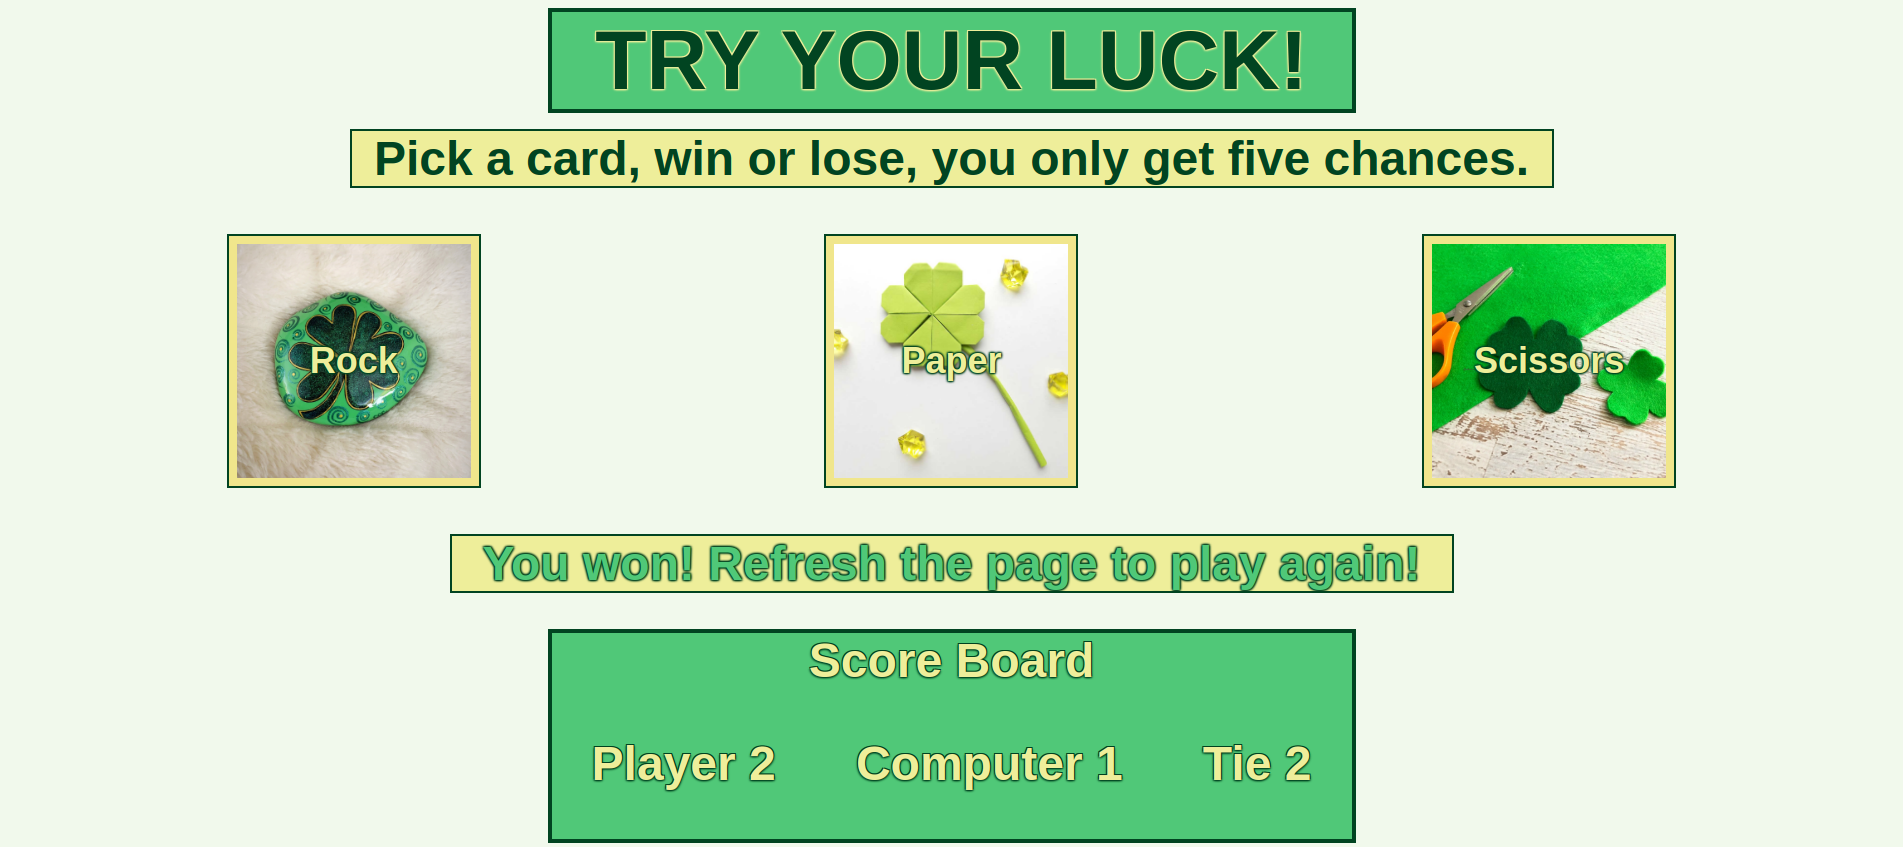 TRY YOUR LUCK!
Pick a card, win or lose, you only get five chances.
Rock
Paper
Scissors
You won! Refresh the page to play again!
Score Board
Player 2
Computer 1
Tie 2